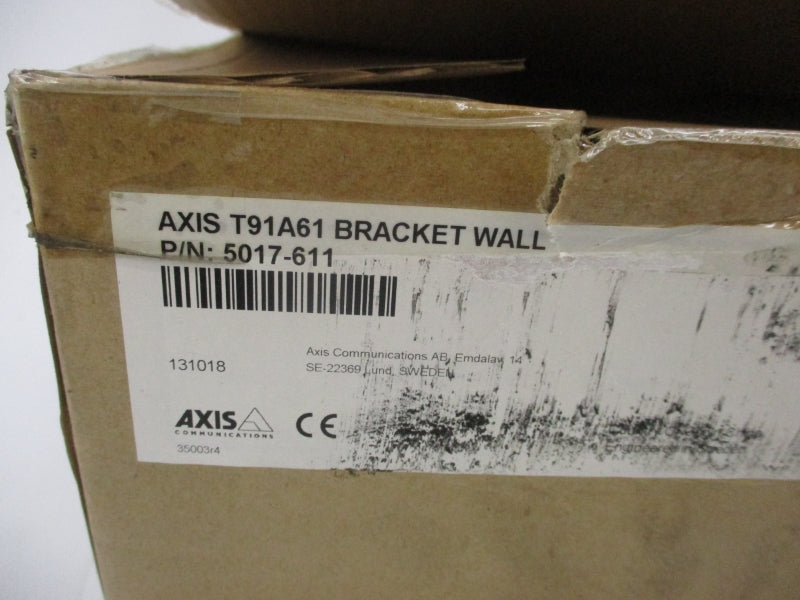 AXIS T91A61 BRACKET WALL
P/N: 5017-611
131018
Axis Communications AB, Emdalav. 14
SE-22369 Lund, SWEDEN
AXIS
COMMUNICATIONS
CE
35003r4